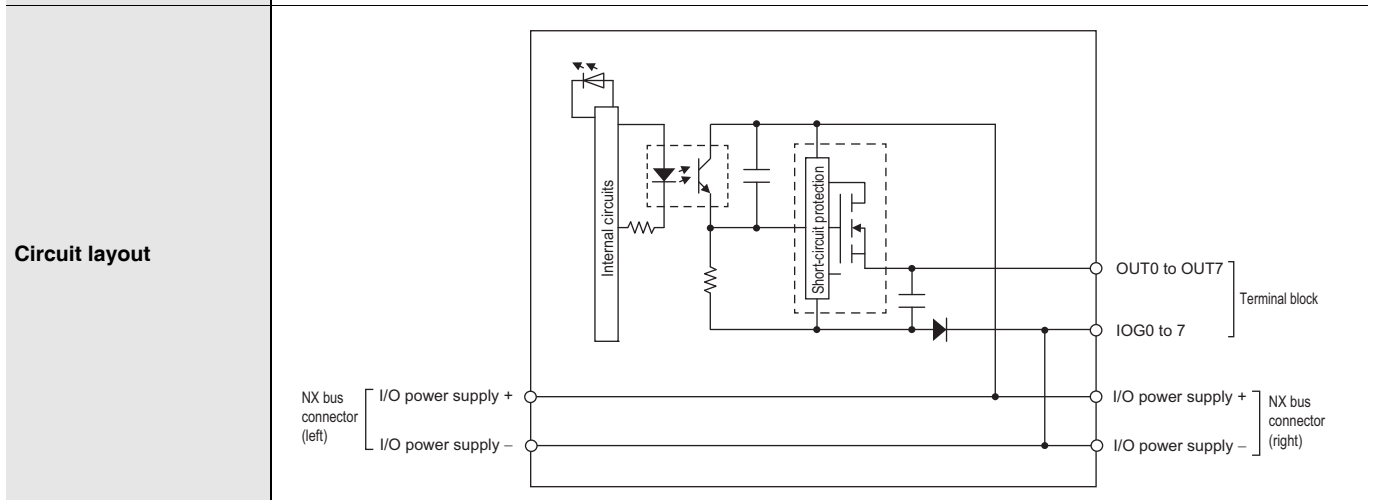 Circuit layout
Internal circuits
Short-circuit protection
OUT0 to OUT7
Terminal block
IOG0 to 7
NX bus
connector
(left)
I/O power supply +
I/O power supply –
I/O power supply +
I/O power supply –
NX bus
connector
(right)